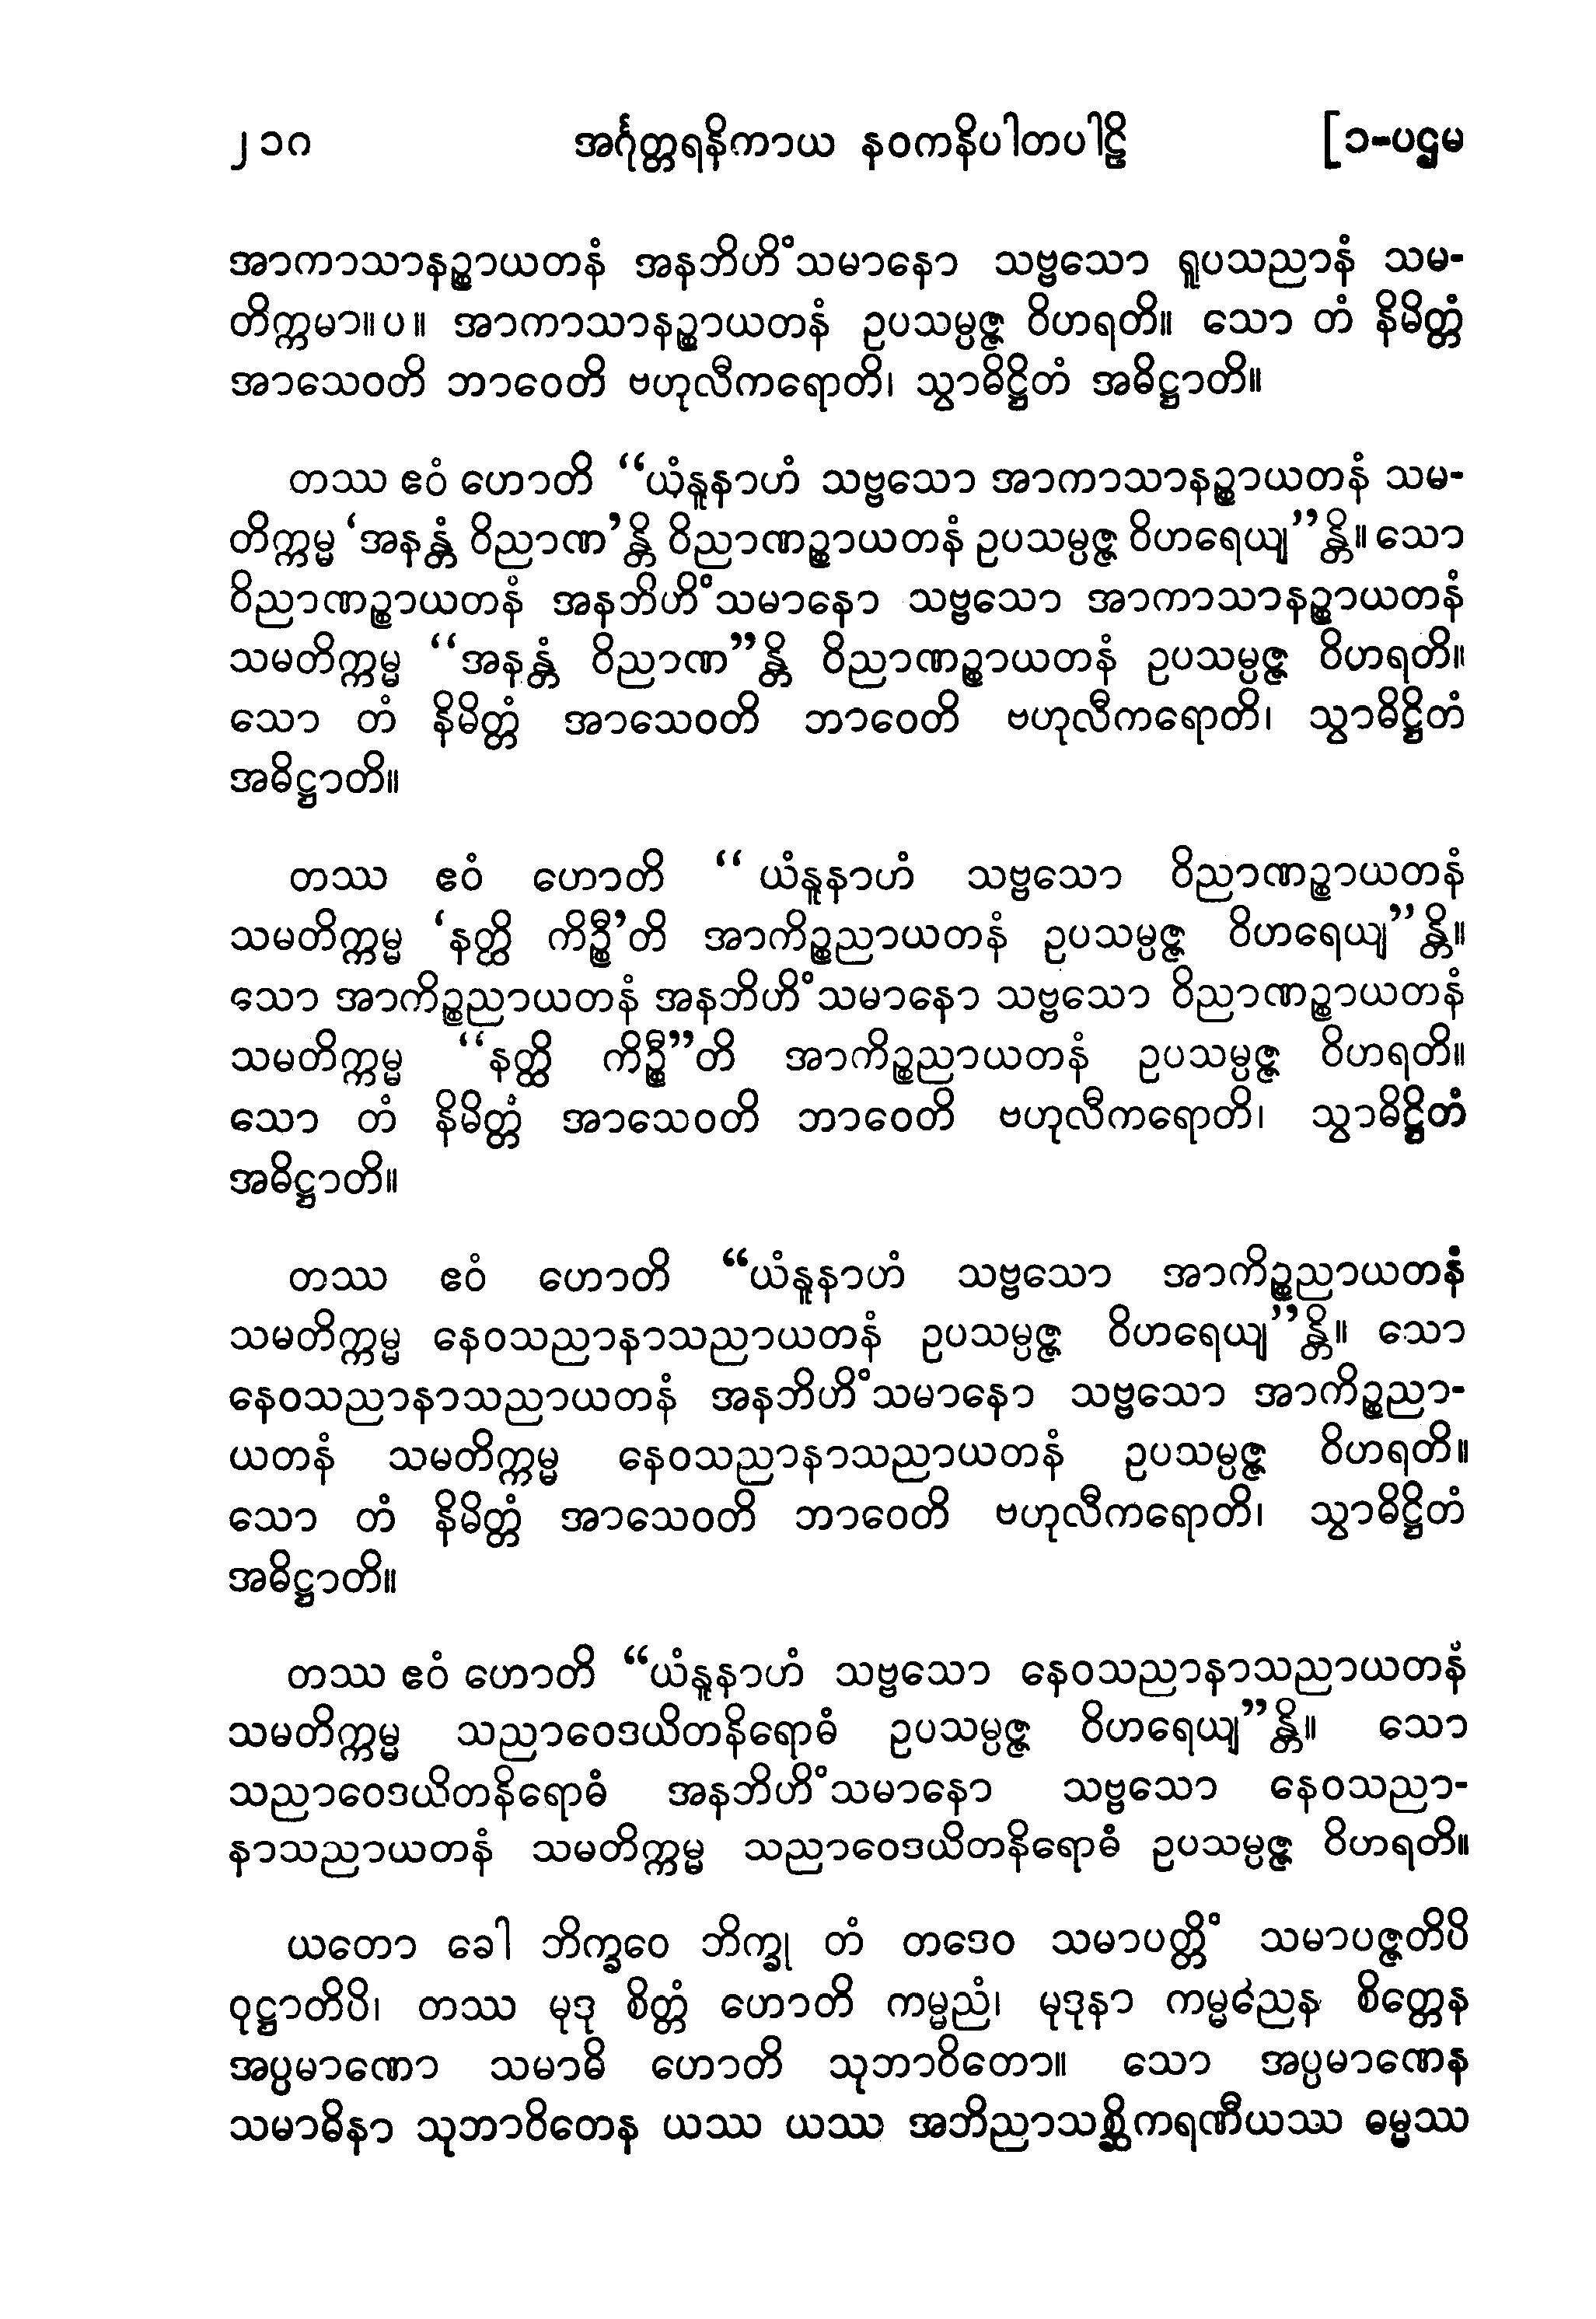 ၂၁ဂ အင်္ဂုတ္တရနိကာယ နဝကနိပါတပါဠိ [၁-ပဌမ
အာကာသာနဉ္စာယတနံ အနဘိဟိံသမာနော သဗ္ဗသော ရူပသညာနံ သမ-
တိက္ကမာ။ပ။ အာကာသာနဉ္စာယတနံ ဥပသမ္ပဇ္ဇ ဝိဟရတိ။ သော တံ နိမိတ္တံ
အာသေဝတိ ဘာဝေတိ ဗဟုလီကရောတိ၊ သွာဓိဋ္ဌိတံ အဓိဋ္ဌာတိ။
တဿ ဧဝံ ဟောတိ “ယံနူနာဟံ သဗ္ဗသော အာကာသာနဉ္စာယတနံ သမ-
တိက္ကမ္မ ‘အနန္တံ ဝိညာဏ’န္တိ ဝိညာဏဉ္စာယတနံ ဥပသမ္ပဇ္ဇ ဝိဟရေယျ”န္တိ။ သော
ဝိညာဏဉ္စာယတနံ အနဘိဟိံသမာနော သဗ္ဗသော အာကာသာနဉ္စာယတနံ
သမတိက္ကမ္မ “အနန္တံ ဝိညာဏ”န္တိ ဝိညာဏဉ္စာယတနံ ဥပသမ္ပဇ္ဇ ဝိဟရတိ။
သော တံ နိမိတ္တံ အာသေဝတိ ဘာဝေတိ ဗဟုလီကရောတိ၊ သွာဓိဋ္ဌိတံ
အဓိဋ္ဌာတိ။
တဿ ဧဝံ ဟောတိ “ယံနူနာဟံ သဗ္ဗသော ဝိညာဏဉ္စာယတနံ
သမတိက္ကမ္မ ‘နတ္ထိ ကိဉ္စီ’တိ အာကိဉ္စညာယတနံ ဥပသမ္ပဇ္ဇ ဝိဟရေယျ”န္တိ။
သော အာကိဉ္စညာယတနံ အနဘိဟိံသမာနော သဗ္ဗသော ဝိညာဏဉ္စာယတနံ
သမတိက္ကမ္မ “နတ္ထိ ကိဉ္စီ”တိ အာကိဉ္စညာယတနံ ဥပသမ္ပဇ္ဇ ဝိဟရတိ။
သော တံ နိမိတ္တံ အာသေဝတိ ဘာဝေတိ ဗဟုလီကရောတိ၊ သွာဓိဋ္ဌိတံ
အဓိဋ္ဌာတိ။
တဿ ဧဝံ ဟောတိ “ယံနူနာဟံ သဗ္ဗသော အာကိဉ္စညာယတနံ
သမတိက္ကမ္မ နေဝသညာနာသညာယတနံ ဥပသမ္ပဇ္ဇ ဝိဟရေယျ”န္တိ။ သော
နေဝသညာနာသညာယတနံ အနဘိဟိံသမာနော သဗ္ဗသော အာကိဉ္စညာ-
ယတနံ သမတိက္ကမ္မ နေဝသညာနာသညာယတနံ ဥပသမ္ပဇ္ဇ ဝိဟရတိ။
သော တံ နိမိတ္တံ အာသေဝတိ ဘာဝေတိ ဗဟုလီကရောတိ၊ သွာဓိဋ္ဌိတံ
အဓိဋ္ဌာတိ။
တဿ ဧဝံ ဟောတိ “ယံနူနာဟံ သဗ္ဗသော နေဝသညာနာသညာယတနံ
သမတိက္ကမ္မ သညာဝေဒယိတနိရောဓံ ဥပသမ္ပဇ္ဇ ဝိဟရေယျ”န္တိ။ သော
သညာဝေဒယိတနိရောဓံ အနဘိဟိံသမာနော သဗ္ဗသော နေဝသညာ-
နာသညာယတနံ သမတိက္ကမ္မ သညာဝေဒယိတနိရောဓံ ဥပသမ္ပဇ္ဇ ဝိဟရတိ။
ယတော ခေါ ဘိက္ခဝေ ဘိက္ခု တံ တဒေဝ သမာပတ္တိံ သမာပဇ္ဇတိပိ
ဝုဋ္ဌာတိပိ၊ တဿ မုဒု စိတ္တံ ဟောတိ ကမ္မညံ၊ မုဒုနာ ကမ္မညေန စိတ္တေန
အပ္ပမာဏော သမာဓိ ဟောတိ သုဘာဝိတော။ သော အပ္ပမာဏေန
သမာဓိနာ သုဘာဝိတေန ယဿ ယဿ အဘိညာသစ္ဆိကရဏီယဿ ဓမ္မဿ